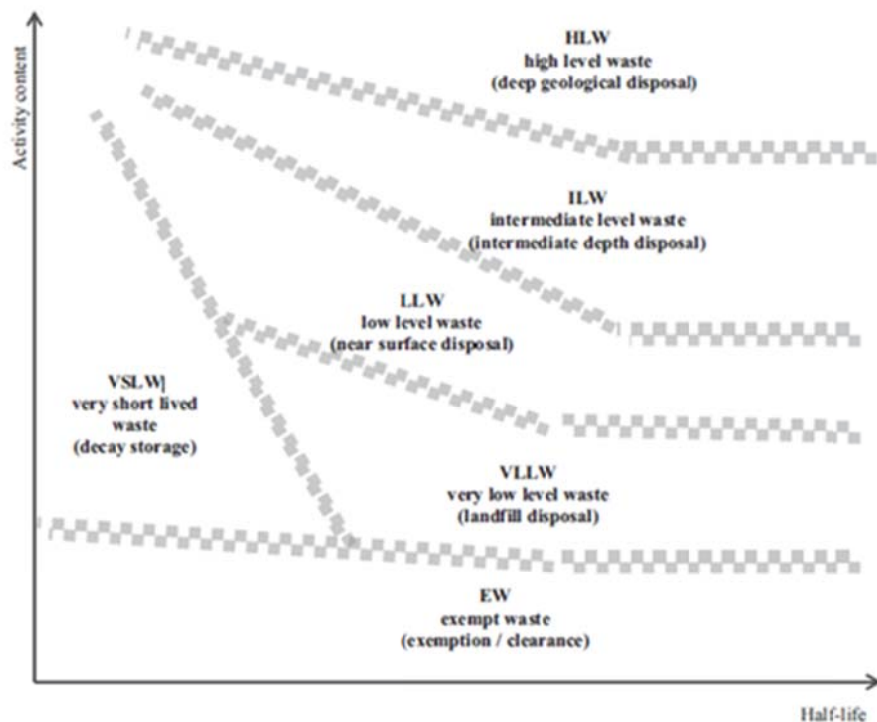 Activity content
HLW
high level waste
(deep geological disposal)
ILW
intermediate level waste
(intermediate depth disposal)
LLW
low level waste
(near surface disposal)
VSLW|
very short lived
waste
(decay storage)
VLLW
very low level waste
(landfill disposal)
EW
exempt waste
(exemption / clearance)
Half-life